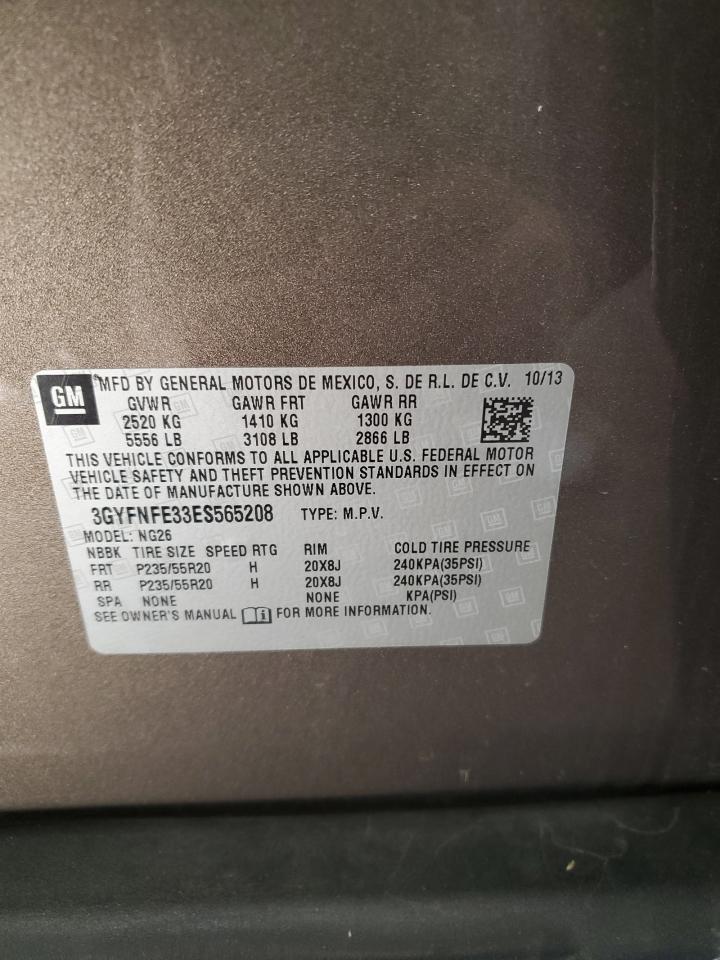 GM
MFD BY GENERAL MOTORS DE MEXICO, S. DE R.L. DE C.V. 10/13
GVWR GAWR FRT GAWR RR
2520 KG 1410 KG 1300 KG
5556 LB 3108 LB 2866 LB
THIS VEHICLE CONFORMS TO ALL APPLICABLE U.S. FEDERAL MOTOR
VEHICLE SAFETY AND THEFT PREVENTION STANDARDS IN EFFECT ON
THE DATE OF MANUFACTURE SHOWN ABOVE.
3GYFNFE33ES565208 TYPE: M.P.V.
MODEL: NG26
NBBK TIRE SIZE SPEED RTG RIM COLD TIRE PRESSURE
FRT P235/55R20 H 20X8J 240KPA(35PSI)
RR P235/55R20 H 20X8J 240KPA(35PSI)
SPA NONE NONE KPA(PSI)
SEE OWNER'S MANUAL FOR MORE INFORMATION.